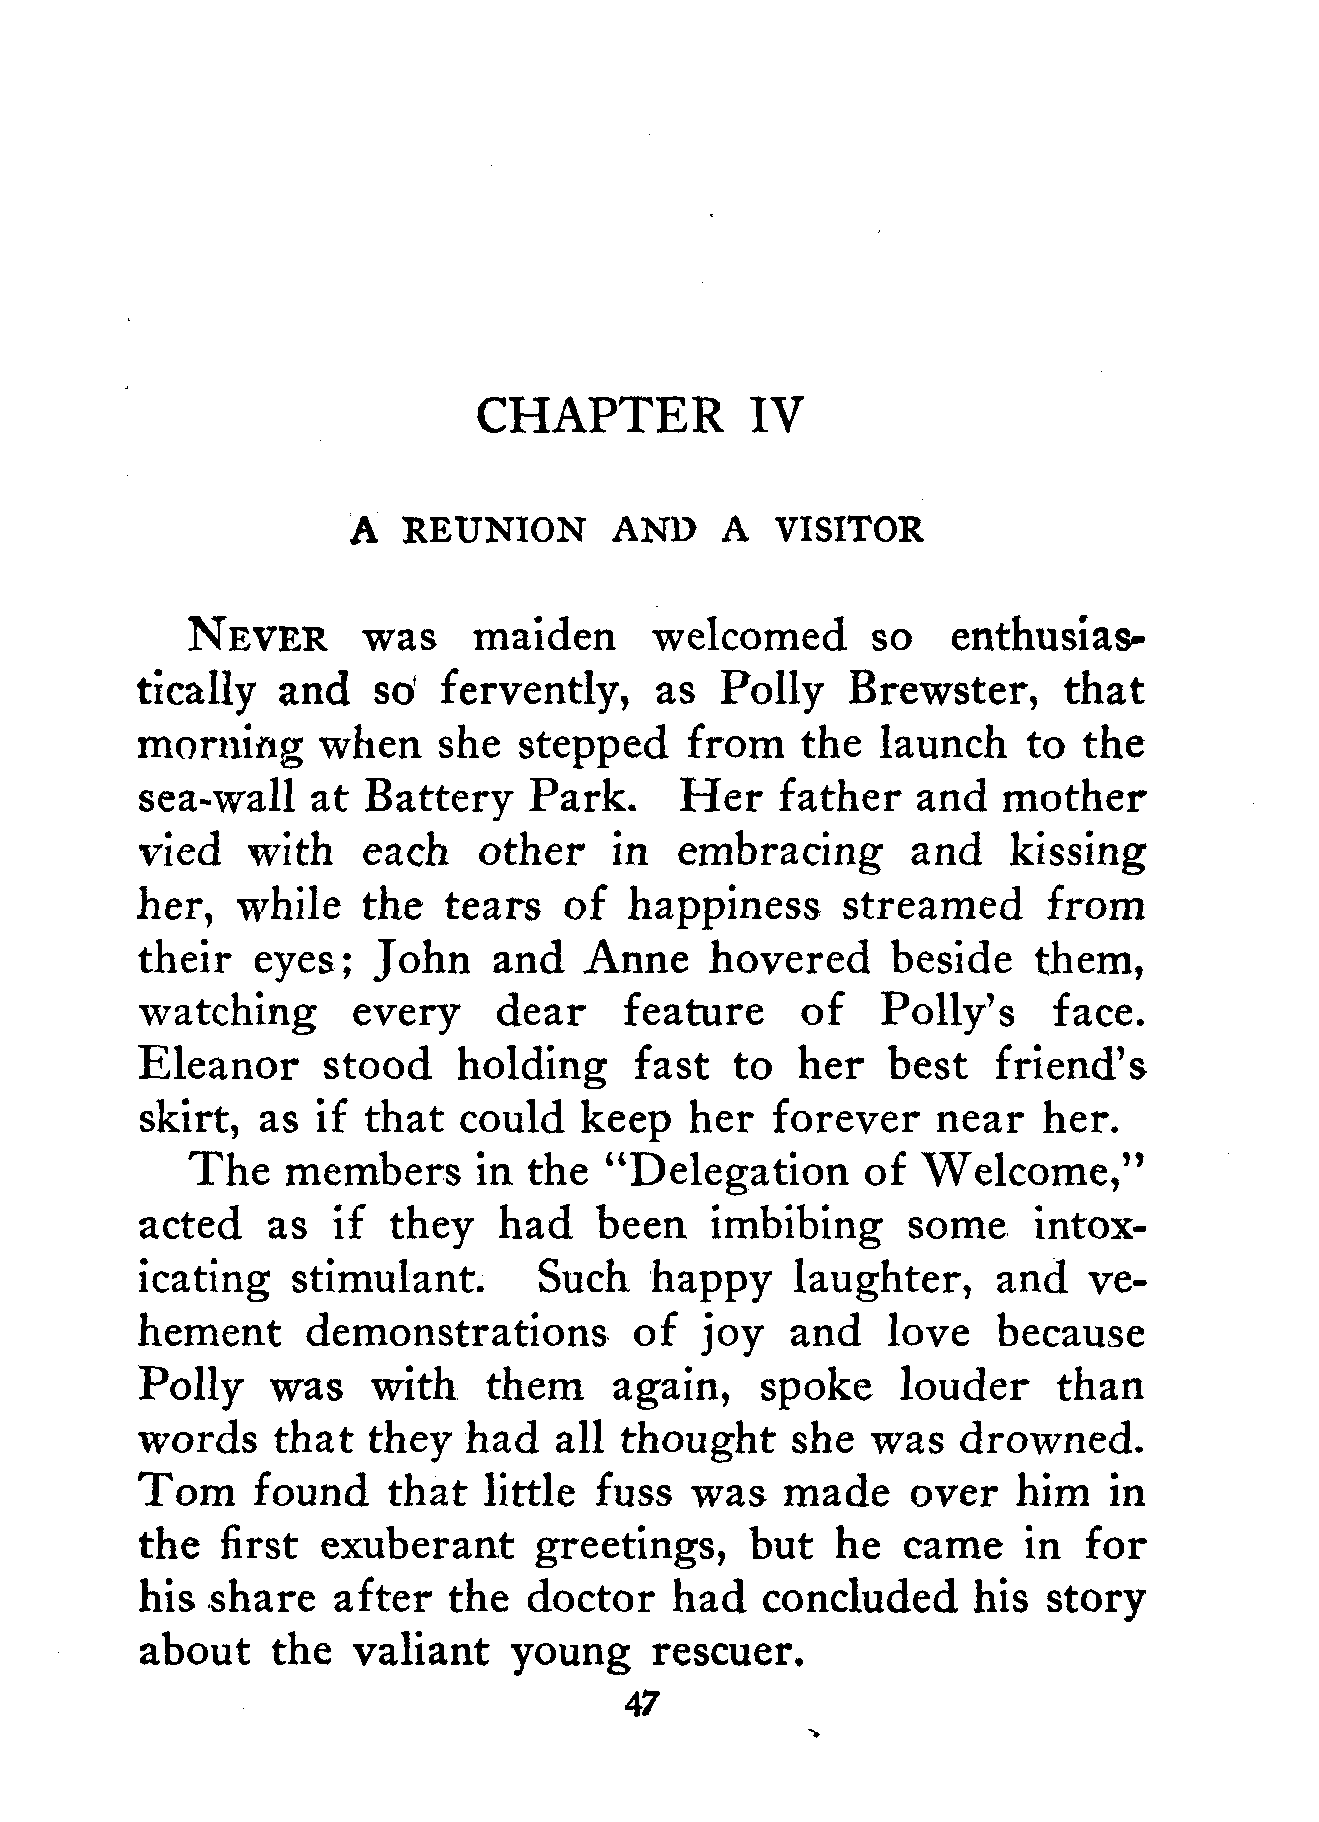 CHAPTER IV
A REUNION AND A VISITOR
NEVER was maiden welcomed so enthusias-
tically and so fervently, as Polly Brewster, that
morning when she stepped from the launch to the
sea-wall at Battery Park. Her father and mother
vied with each other in embracing and kissing
her, while the tears of happiness streamed from
their eyes; John and Anne hovered beside them,
watching every dear feature of Polly's face.
Eleanor stood holding fast to her best friend's
skirt, as if that could keep her forever near her.
The members in the “Delegation of Welcome,”
acted as if they had been imbibing some intox-
icating stimulant. Such happy laughter, and ve-
hement demonstrations of joy and love because
Polly was with them again, spoke louder than
words that they had all thought she was drowned.
Tom found that little fuss was made over him in
the first exuberant greetings, but he came in for
his share after the doctor had concluded his story
about the valiant young rescuer.
47